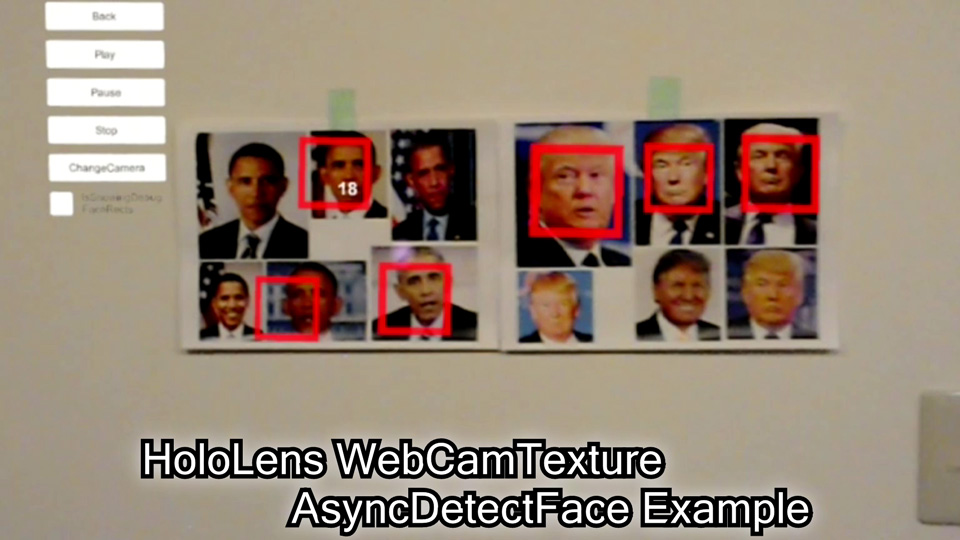 Back
Play
Pause
Stop
ChangeCamera
18
HoloLens WebCamTexture
AsyncDetectFace Example